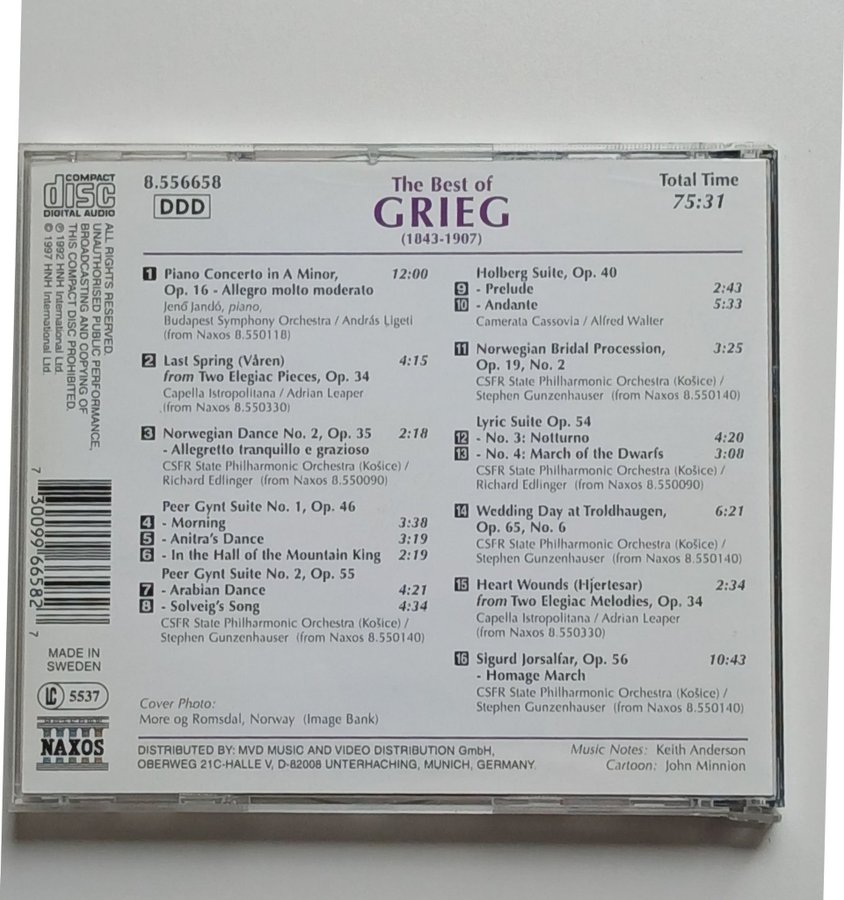 COMPACT
disc
DIGITAL AUDIO
ALL RIGHTS RESERVED.
UNAUTHORISED PUBLIC PERFORMANCE,
BROADCASTING AND COPYING OF
THIS COMPACT DISC PROHIBITED.
℗ 1992 HNH International Ltd.
© 1997 HNH International Ltd.
7 30099 66582 7
MADE IN
SWEDEN
LC 5537
NAXOS
8.556658
DDD
The Best of
GRIEG
(1843-1907)
Total Time
75:31
1 Piano Concerto in A Minor, 12:00
Op. 16 - Allegro molto moderato
Jenő Jandó, piano,
Budapest Symphony Orchestra / András Ligeti
(from Naxos 8.550118)
2 Last Spring (Våren) 4:15
from Two Elegiac Pieces, Op. 34
Capella Istropolitana / Adrian Leaper
(from Naxos 8.550330)
3 Norwegian Dance No. 2, Op. 35 2:18
- Allegretto tranquillo e grazioso
CSFR State Philharmonic Orchestra (Košice) /
Richard Edlinger (from Naxos 8.550090)
Peer Gynt Suite No. 1, Op. 46
4 - Morning 3:38
5 - Anitra's Dance 3:19
6 - In the Hall of the Mountain King 2:19
Peer Gynt Suite No. 2, Op. 55
7 - Arabian Dance 4:21
8 - Solveig's Song 4:34
CSFR State Philharmonic Orchestra (Košice) /
Stephen Gunzenhauser (from Naxos 8.550140)
Cover Photo:
More og Romsdal, Norway (Image Bank)
Holberg Suite, Op. 40
9 - Prelude 2:43
10 - Andante 5:33
Camerata Cassovia / Alfred Walter
11 Norwegian Bridal Procession, 3:25
Op. 19, No. 2
CSFR State Philharmonic Orchestra (Košice) /
Stephen Gunzenhauser (from Naxos 8.550140)
Lyric Suite Op. 54
12 - No. 3: Notturno 4:20
13 - No. 4: March of the Dwarfs 3:08
CSFR State Philharmonic Orchestra (Košice) /
Richard Edlinger (from Naxos 8.550090)
14 Wedding Day at Troldhaugen, 6:21
Op. 65, No. 6
CSFR State Philharmonic Orchestra (Košice) /
Stephen Gunzenhauser (from Naxos 8.550140)
15 Heart Wounds (Hjertesar) 2:34
from Two Elegiac Melodies, Op. 34
Capella Istropolitana / Adrian Leaper
(from Naxos 8.550330)
16 Sigurd Jorsalfar, Op. 56 10:43
- Homage March
CSFR State Philharmonic Orchestra (Košice) /
Stephen Gunzenhauser (from Naxos 8.550140)
DISTRIBUTED BY: MVD MUSIC AND VIDEO DISTRIBUTION GmbH,
OBERWEG 21C-HALLE V, D-82008 UNTERHACHING, MUNICH, GERMANY.
Music Notes: Keith Anderson
Cartoon: John Minnion